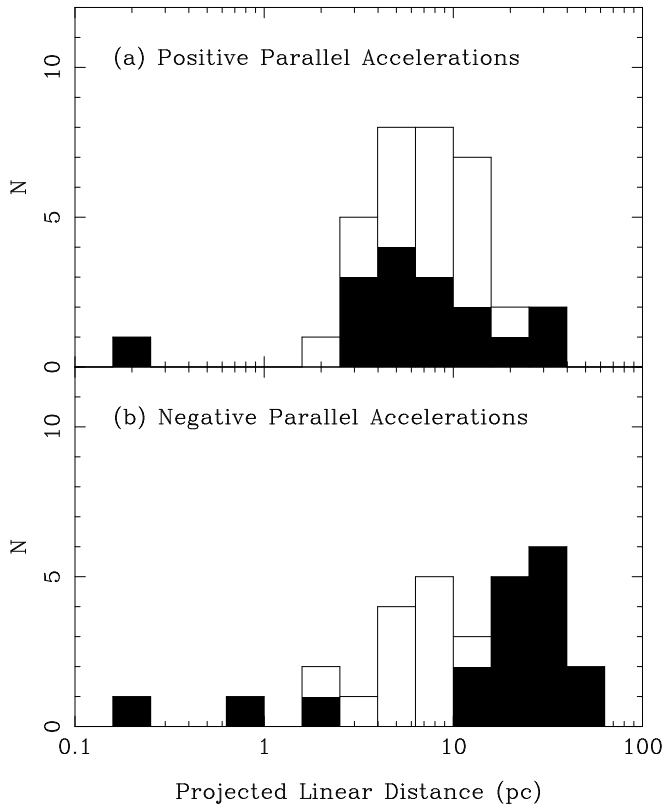 (a) Positive Parallel Accelerations
10
N
5
0
(b) Negative Parallel Accelerations
10
N
5
0
0.1 1 10 100
Projected Linear Distance (pc)